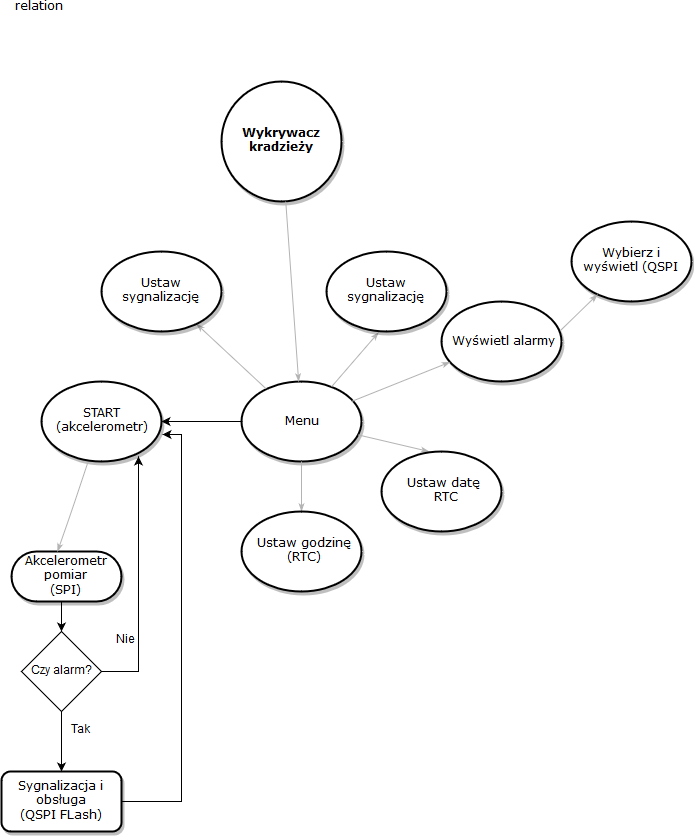 relation
Wykrywacz
kradzieży
Wybierz i
wyświetl (QSPI
Ustaw
sygnalizację
Ustaw
sygnalizację
Wyświetl alarmy
START
(akcelerometr)
Menu
Ustaw datę
RTC
Ustaw godzinę
(RTC)
Akcelerometr
pomiar
(SPI)
Nie
Czy alarm?
Tak
Sygnalizacja i
obsługa
(QSPI FLash)